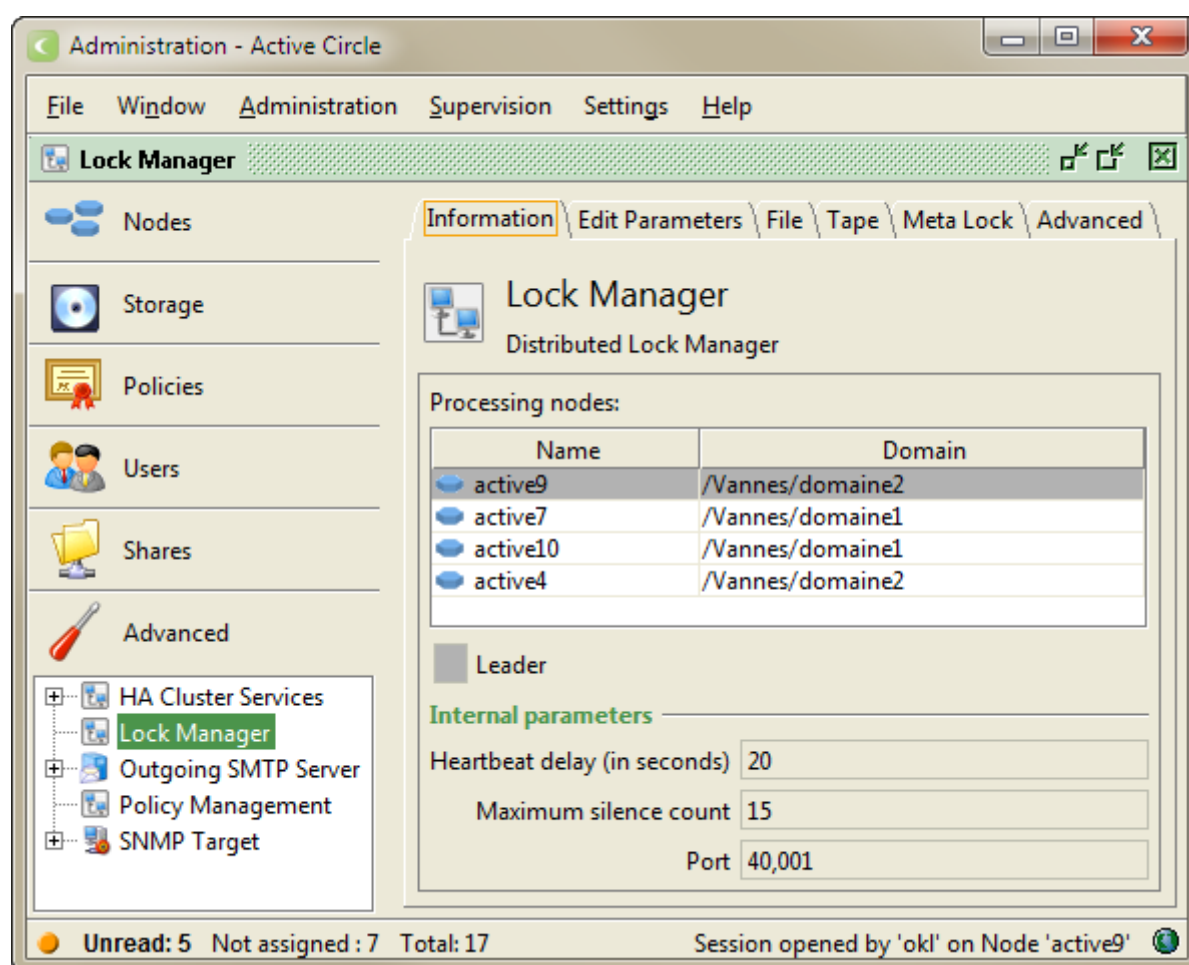 Administration - Active Circle
File Window Administration Supervision Settings Help
Lock Manager
Nodes
Storage
Policies
Users
Shares
Advanced
HA Cluster Services
Lock Manager
Outgoing SMTP Server
Policy Management
SNMP Target
Information Edit Parameters File Tape Meta Lock Advanced
Lock Manager
Distributed Lock Manager
Processing nodes:
Name Domain
active9 /Vannes/domaine2
active7 /Vannes/domaine1
active10 /Vannes/domaine1
active4 /Vannes/domaine2
Leader
Internal parameters
Heartbeat delay (in seconds) 20
Maximum silence count 15
Port 40,001
Unread: 5 Not assigned : 7 Total: 17 Session opened by 'okl' on Node 'active9'